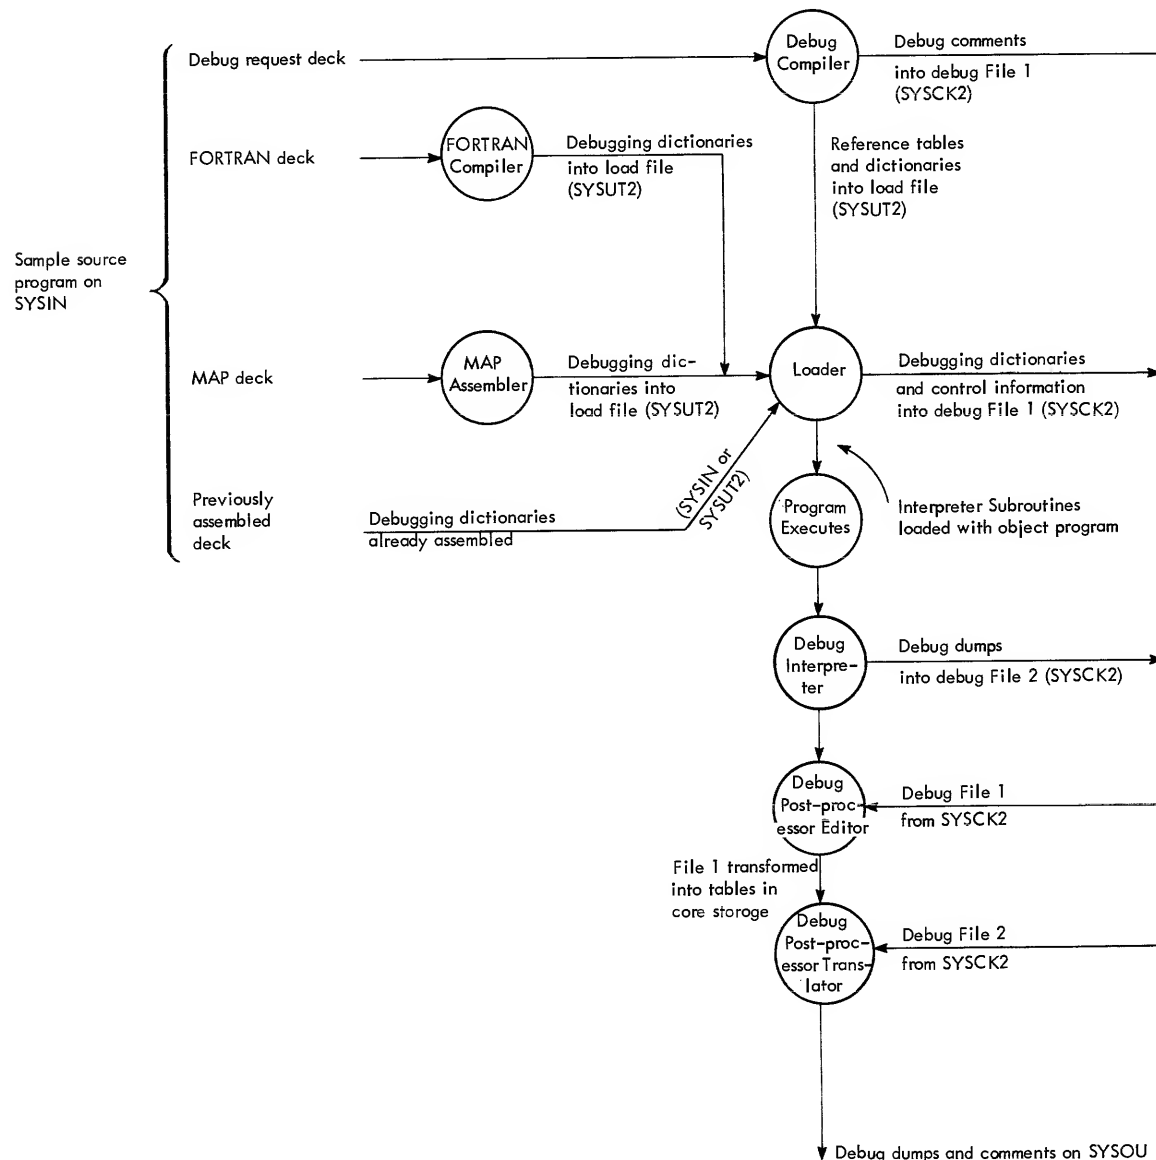 Debug request deck
Debug
Compiler
Debug comments
into debug File 1
(SYSCK2)
FORTRAN deck
FORTRAN
Compiler
Debugging dictionaries
into load file
(SYSUT2)
Reference tables
and dictionaries
into load file
(SYSUT2)
Sample source
program on
SYSIN
MAP deck
MAP
Assembler
Debugging dic-
tionaries into
load file (SYSUT2)
Loader
Debugging dictionaries
and control information
into debug File 1 (SYSCK2)
Previously
assembled
deck
Debugging dictionaries
already assembled
(SYSIN or
SYSUT2)
Program
Executes
Interpreter Subroutines
loaded with object program
Debug
Interpre-
ter
Debug dumps
into debug File 2 (SYSCK2)
Debug
Post-proc-
essor Editor
Debug File 1
from SYSCK2
File 1 transformed
into tables in
core storoge
Debug
Post-proc-
essor Trans-
lator
Debug File 2
from SYSCK2
Debug dumps and comments on SYSOU